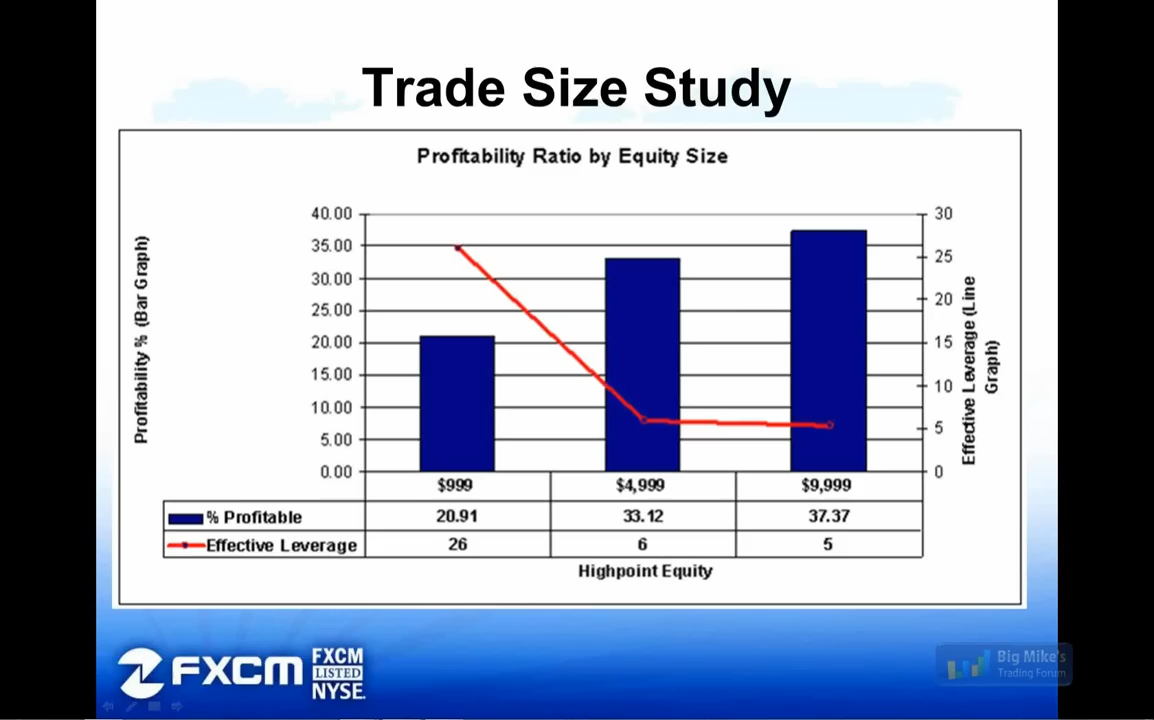 Trade Size Study
Profitability Ratio by Equity Size
Profitability % (Bar Graph)
40.00
35.00
30.00
25.00
20.00
15.00
10.00
5.00
0.00
30
25
20
15
10
5
0
Effective Leverage (Line
Graph)
$999 $4,999 $9,999
% Profitable 20.91 33.12 37.37
Effective Leverage 26 6 5
Highpoint Equity
FXCM
FXCM
LISTED
NYSE.
Big Mike's
Trading Forum